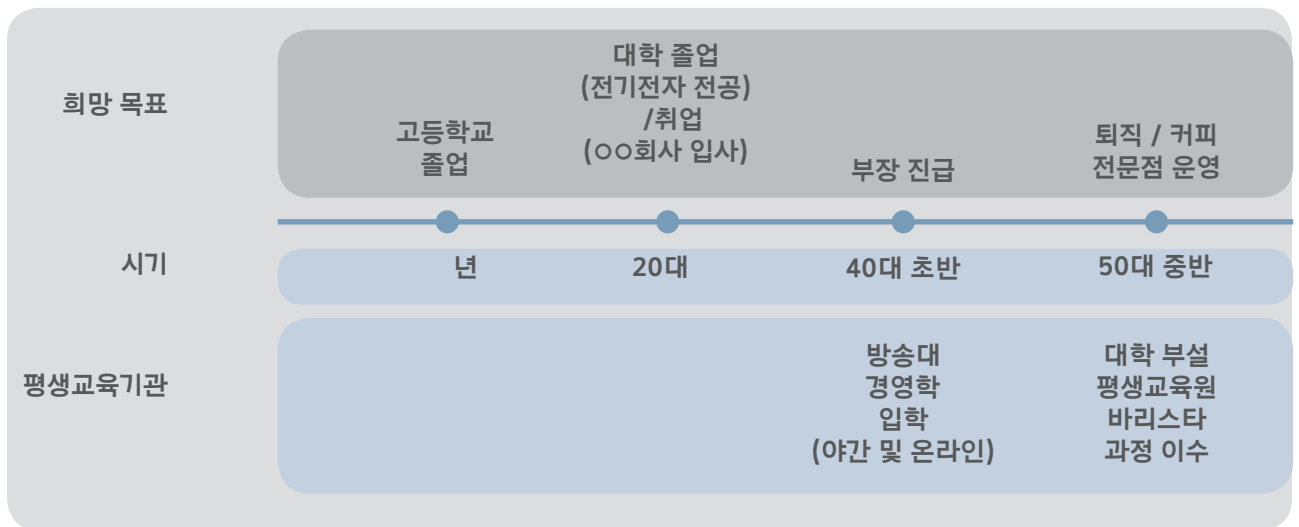 희망 목표
고등학교
졸업
대학 졸업
(전기전자 전공)
/취업
(○○회사 입사)
부장 진급
퇴직 / 커피
전문점 운영
시기
년
20대
40대 초반
50대 중반
평생교육기관
방송대
경영학
입학
(야간 및 온라인)
대학 부설
평생교육원
바리스타
과정 이수